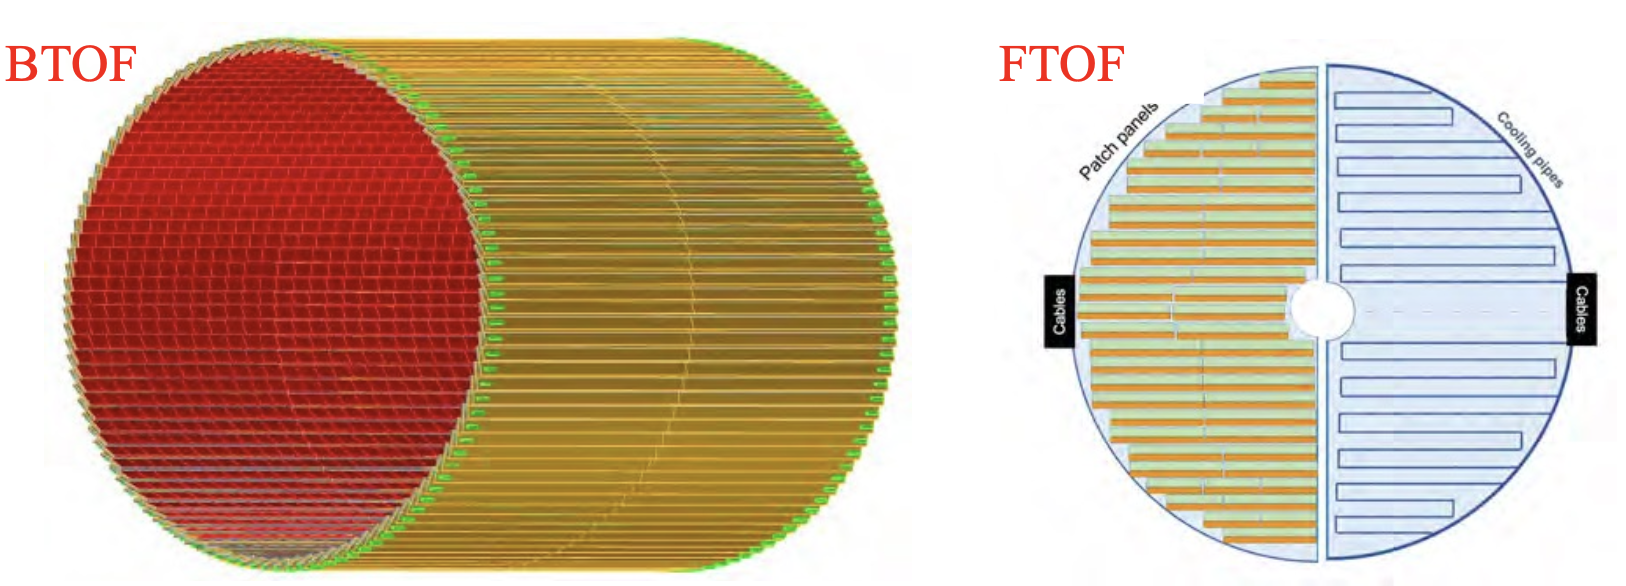 BTOF
FTOF
Patch panels
Cooling pipes
Cables
Cables